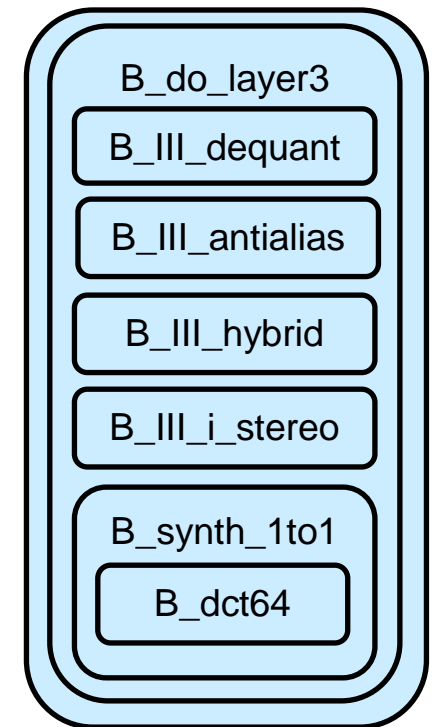 B_do_layer3
B_III_dequant
B_III_antialias
B_III_hybrid
B_III_i_stereo
B_synth_1to1
B_dct64